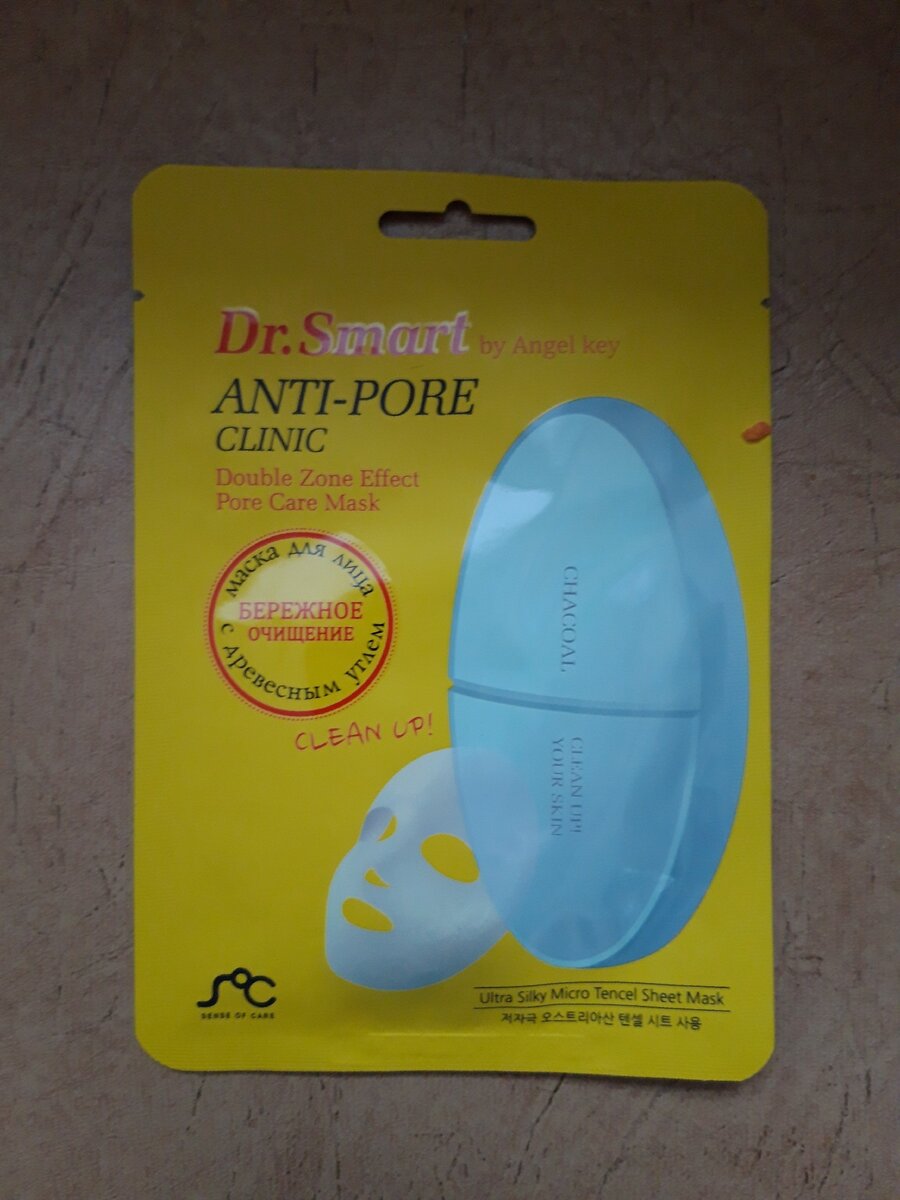 Dr.Smart by Angel key
ANTI-PORE
CLINIC
Double Zone Effect
Pore Care Mask
маска для лица
БЕРЕЖНОЕ
ОЧИЩЕНИЕ
с древесным углем
CLEAN UP!
CHACOAL
CLEAN UP!
YOUR SKIN
SOC
SENSE OF CARE
Ultra Silky Micro Tencel Sheet Mask
저자극 오스트리아산 텐셀 시트 사용